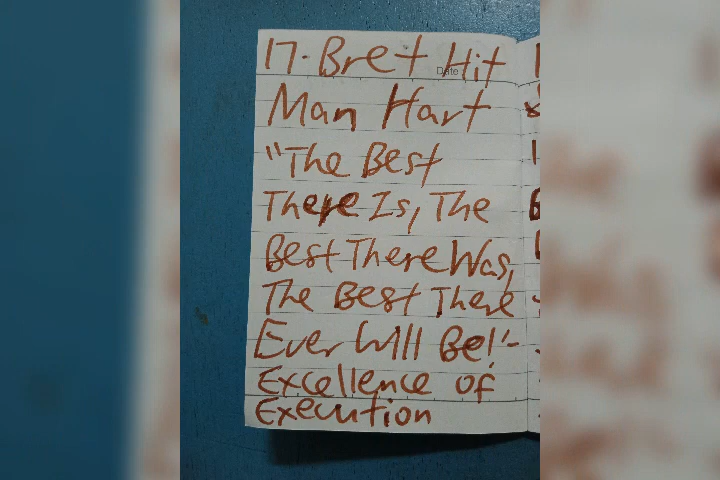 17. Bret Hit
Date
Man Hart
"The Best
There Is, The
Best There Was,
The Best There
Ever Will Be!"-
Excellence of
Execution